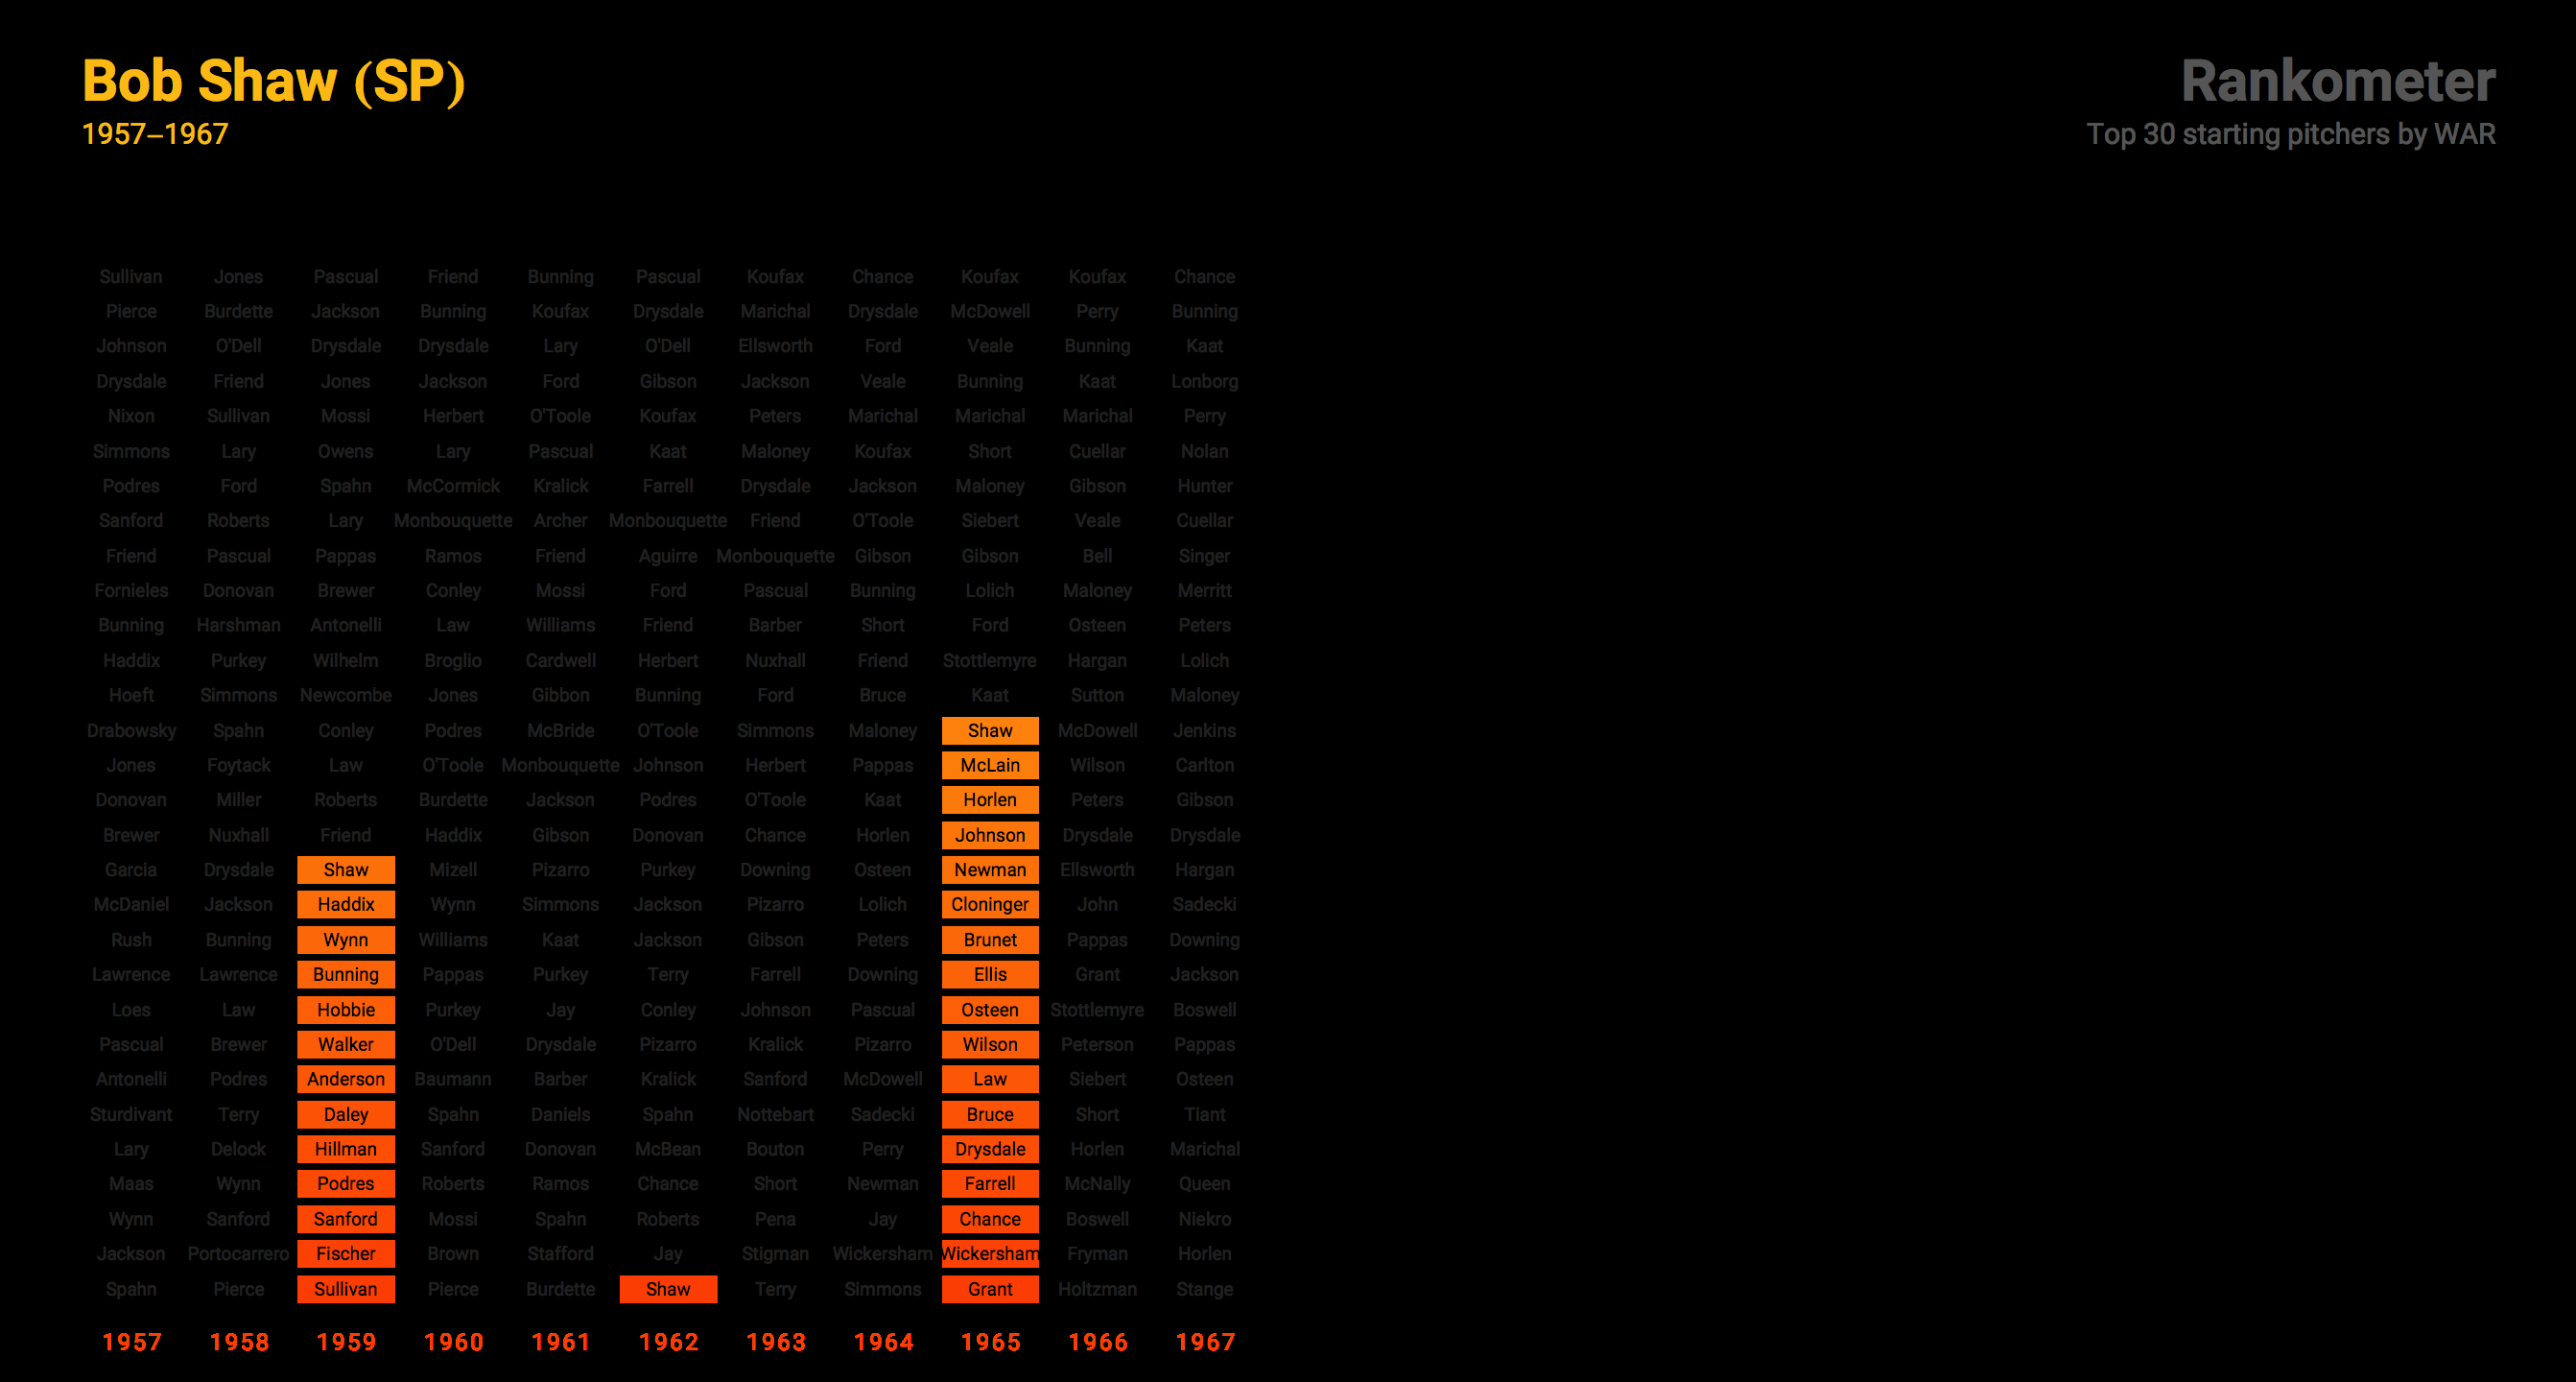 Bob Shaw (SP)
1957–1967
Rankometer
Top 30 starting pitchers by WAR
Sullivan Jones Pascual Friend Bunning Pascual Koufax Chance Koufax Koufax Chance
Pierce Burdette Jackson Bunning Koufax Drysdale Marichal Drysdale McDowell Perry Bunning
Johnson O'Dell Drysdale Drysdale Lary O'Dell Ellsworth Ford Veale Bunning Kaat
Drysdale Friend Jones Jackson Ford Gibson Jackson Veale Bunning Kaat Lonborg
Nixon Sullivan Mossi Herbert O'Toole Koufax Peters Marichal Marichal Marichal Perry
Simmons Lary Owens Lary Pascual Kaat Maloney Koufax Short Cuellar Nolan
Podres Ford Spahn McCormick Kralick Farrell Drysdale Jackson Maloney Gibson Hunter
Sanford Roberts Lary Monbouquette Archer Monbouquette Friend O'Toole Siebert Veale Cuellar
Friend Pascual Pappas Ramos Friend Aguirre Monbouquette Gibson Gibson Bell Singer
Fornieles Donovan Brewer Conley Mossi Ford Pascual Bunning Lolich Maloney Merritt
Bunning Harshman Antonelli Law Williams Friend Barber Short Ford Osteen Peters
Haddix Purkey Wilhelm Broglio Cardwell Herbert Nuxhall Friend Stottlemyre Hargan Lolich
Hoeft Simmons Newcombe Jones Gibbon Bunning Ford Bruce Kaat Sutton Maloney
Drabowsky Spahn Conley Podres McBride O'Toole Simmons Maloney Shaw McDowell Jenkins
Jones Foytack Law O'Toole Monbouquette Johnson Herbert Pappas McLain Wilson Carlton
Donovan Miller Roberts Burdette Jackson Podres O'Toole Kaat Horlen Peters Gibson
Brewer Nuxhall Friend Haddix Gibson Donovan Chance Horlen Johnson Drysdale Drysdale
Garcia Drysdale Shaw Mizell Pizarro Purkey Downing Osteen Newman Ellsworth Hargan
McDaniel Jackson Haddix Wynn Simmons Jackson Pizarro Lolich Cloninger John Sadecki
Rush Bunning Wynn Williams Kaat Jackson Gibson Peters Brunet Pappas Downing
Lawrence Lawrence Bunning Pappas Purkey Terry Farrell Downing Ellis Grant Jackson
Loes Law Hobbie Purkey Jay Conley Johnson Pascual Osteen Stottlemyre Boswell
Pascual Brewer Walker O'Dell Drysdale Pizarro Kralick Pizarro Wilson Peterson Pappas
Antonelli Podres Anderson Baumann Barber Kralick Sanford McDowell Law Siebert Osteen
Sturdivant Terry Daley Spahn Daniels Spahn Nottebart Sadecki Bruce Short Tiant
Lary Delock Hillman Sanford Donovan McBean Bouton Perry Drysdale Horlen Marichal
Maas Wynn Podres Roberts Ramos Chance Short Newman Farrell McNally Queen
Wynn Sanford Sanford Mossi Spahn Roberts Pena Jay Chance Boswell Niekro
Jackson Portocarrero Fischer Brown Stafford Jay Stigman Wickersham Wickersham Fryman Horlen
Spahn Pierce Sullivan Pierce Burdette Shaw Terry Simmons Grant Holtzman Stange
1957 1958 1959 1960 1961 1962 1963 1964 1965 1966 1967